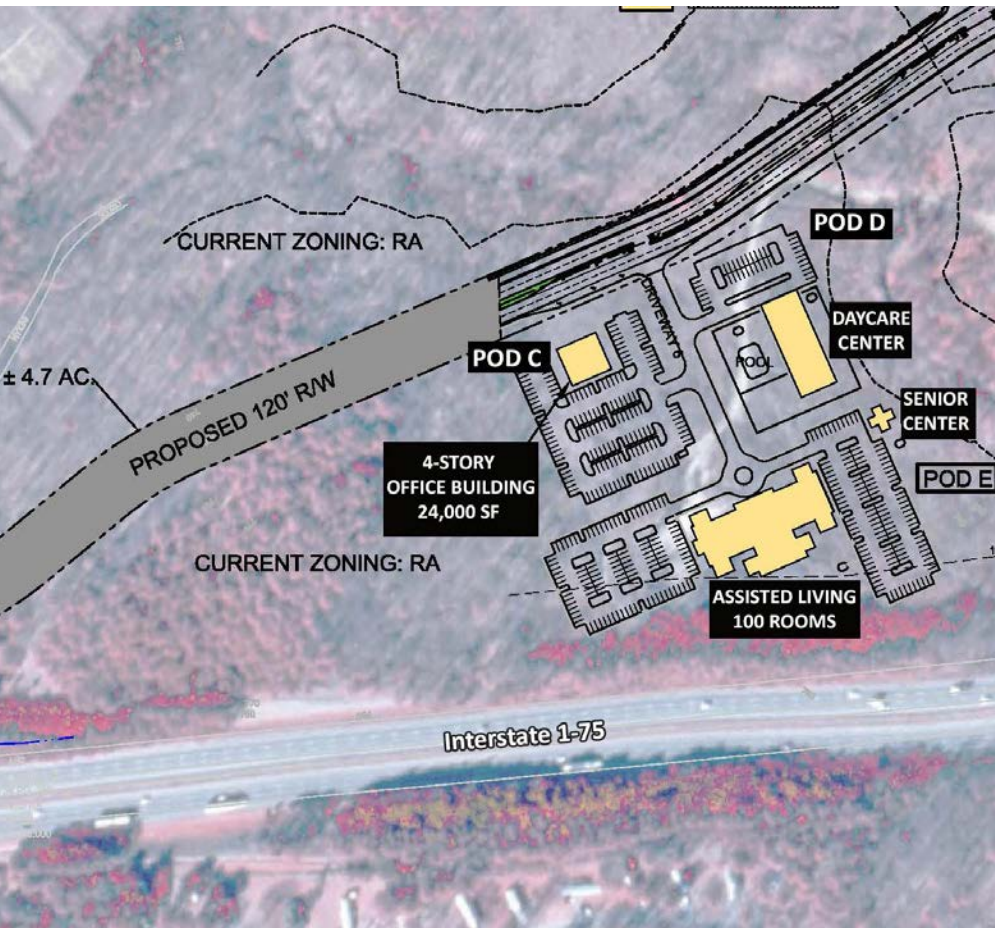 CURRENT ZONING: RA
POD D
DRIVEWAY
DAYCARE
CENTER
POD C
POOL
± 4.7 AC.
PROPOSED 120' R/W
SENIOR
CENTER
4-STORY
OFFICE BUILDING
24,000 SF
POD E
CURRENT ZONING: RA
ASSISTED LIVING
100 ROOMS
Interstate 1-75